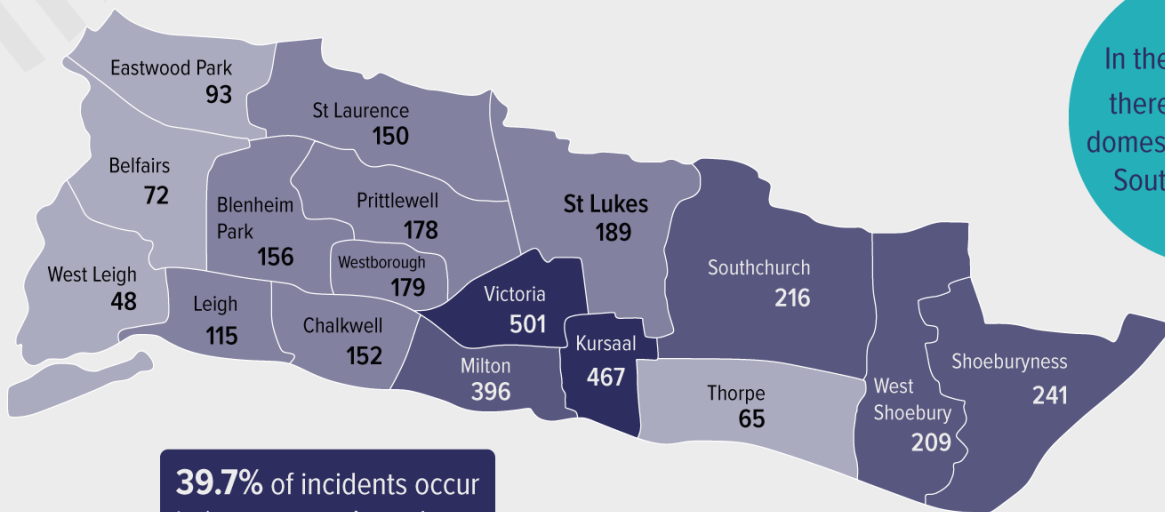 Eastwood Park
93
St Laurence
150
Belfairs
72
Blenheim
Park
156
Prittlewell
178
St Lukes
189
West Leigh
48
Westborough
179
Leigh
115
Chalkwell
152
Victoria
501
Southchurch
216
Milton
396
Kursaal
467
Thorpe
65
West
Shoebury
209
Shoeburyness
241
In the
there
39.7% of incidents occur